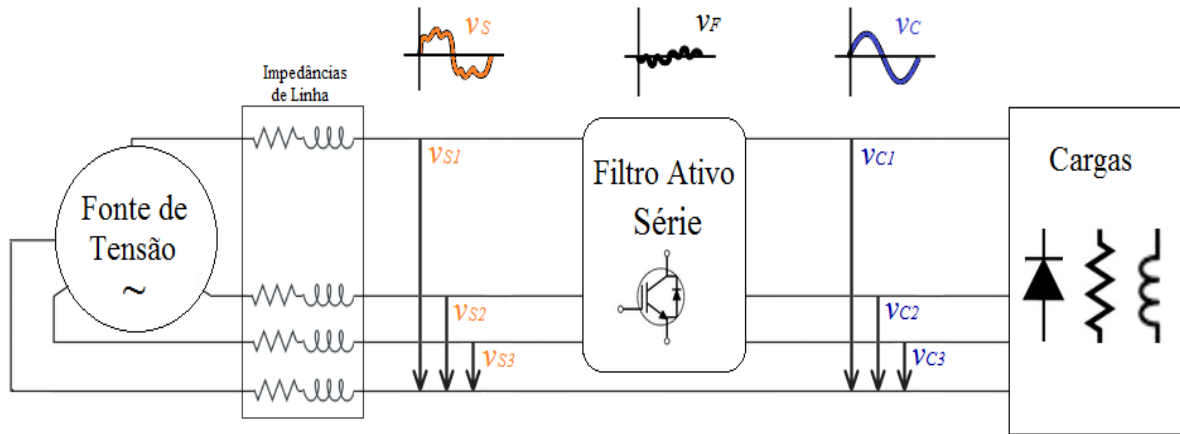 vS
vF
vC
Impedâncias
de Linha
vS1
vC1
Filtro Ativo
Série
Cargas
Fonte de
Tensão
~
vS2
vC2
vS3
vC3